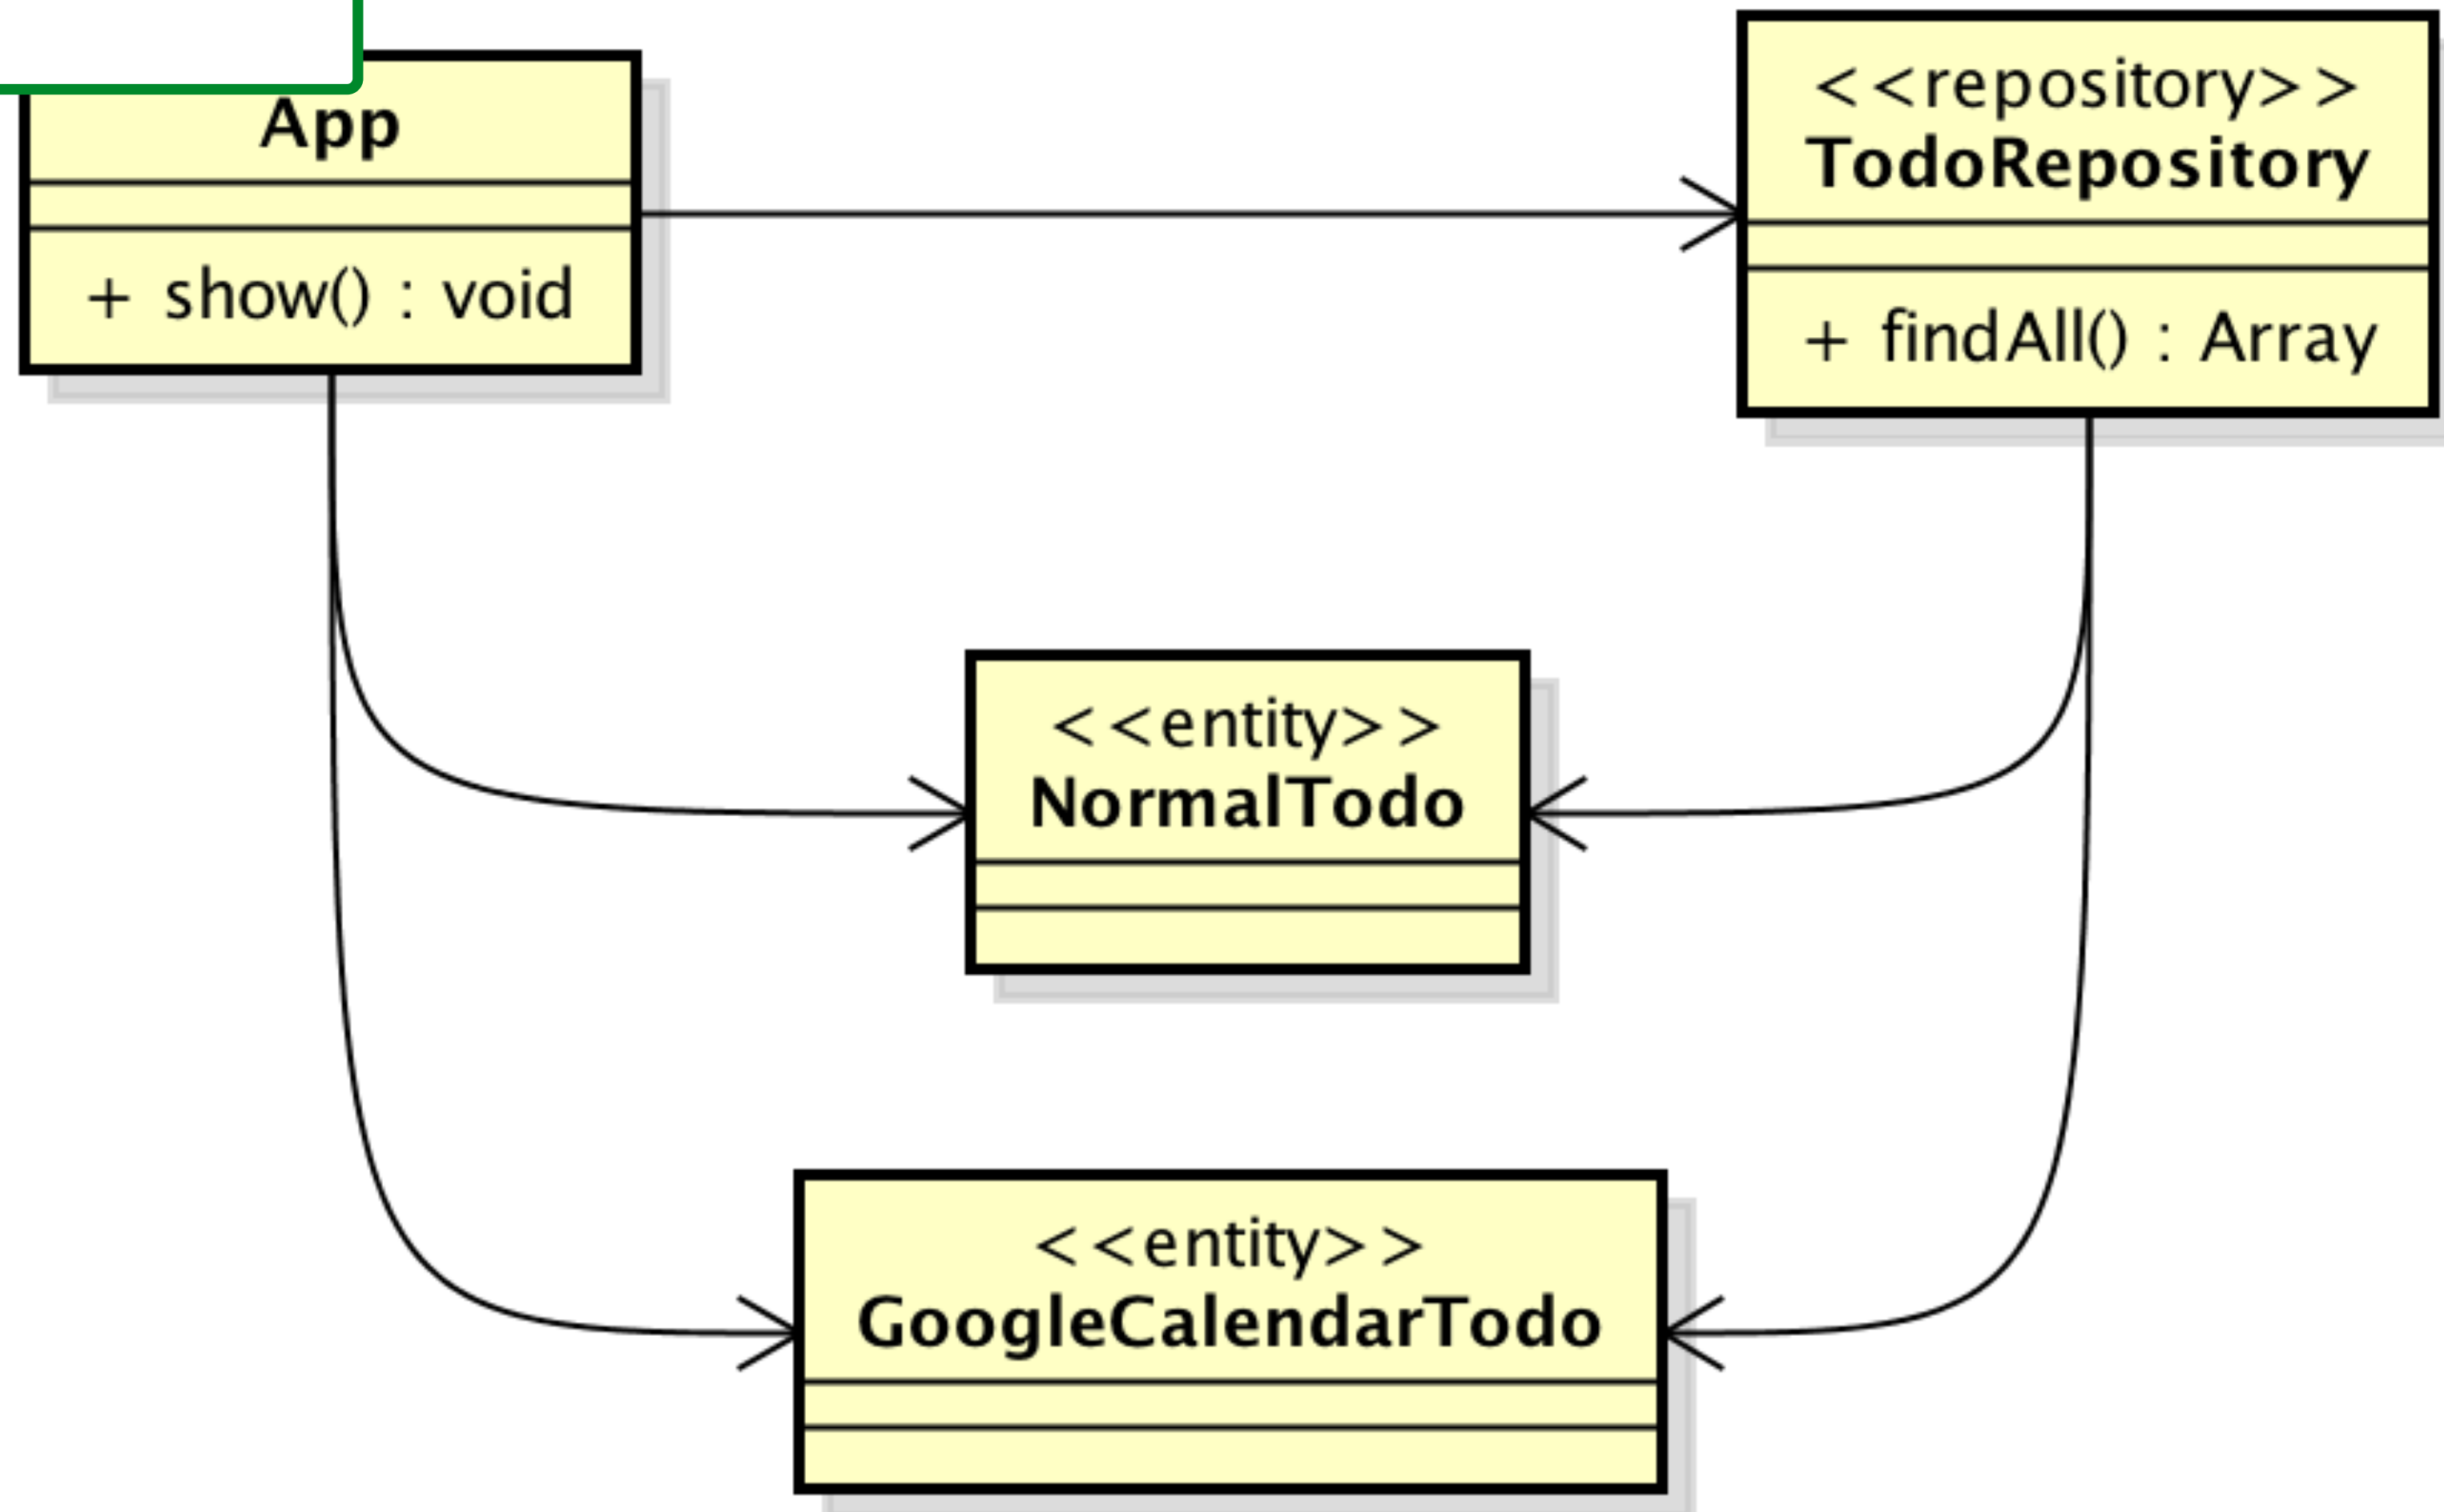 App
+ show() : void
<<repository>>
TodoRepository
+ findAll() : Array
<<entity>>
NormalTodo
<<entity>>
GoogleCalendarTodo